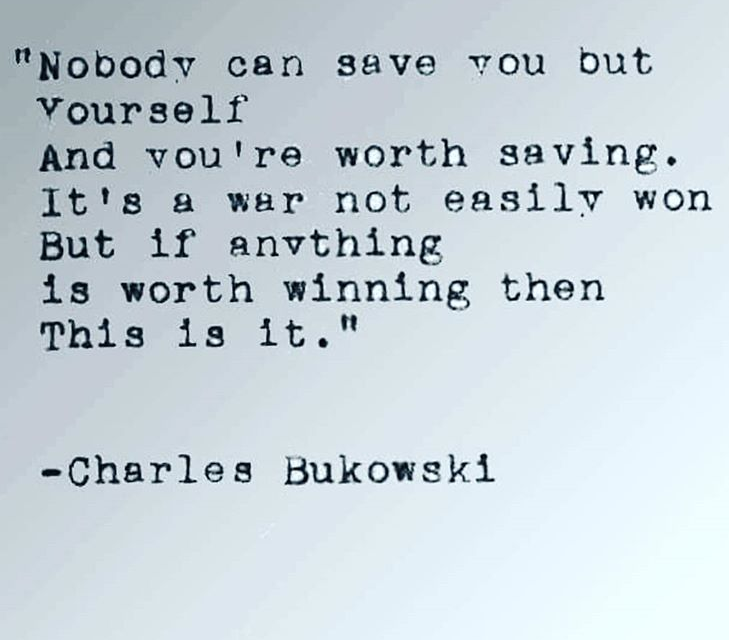 "Nobody can save you but
Yourself
And you're worth saving.
It's a war not easily won
But if anything
is worth winning then
This is it."
-Charles Bukowski